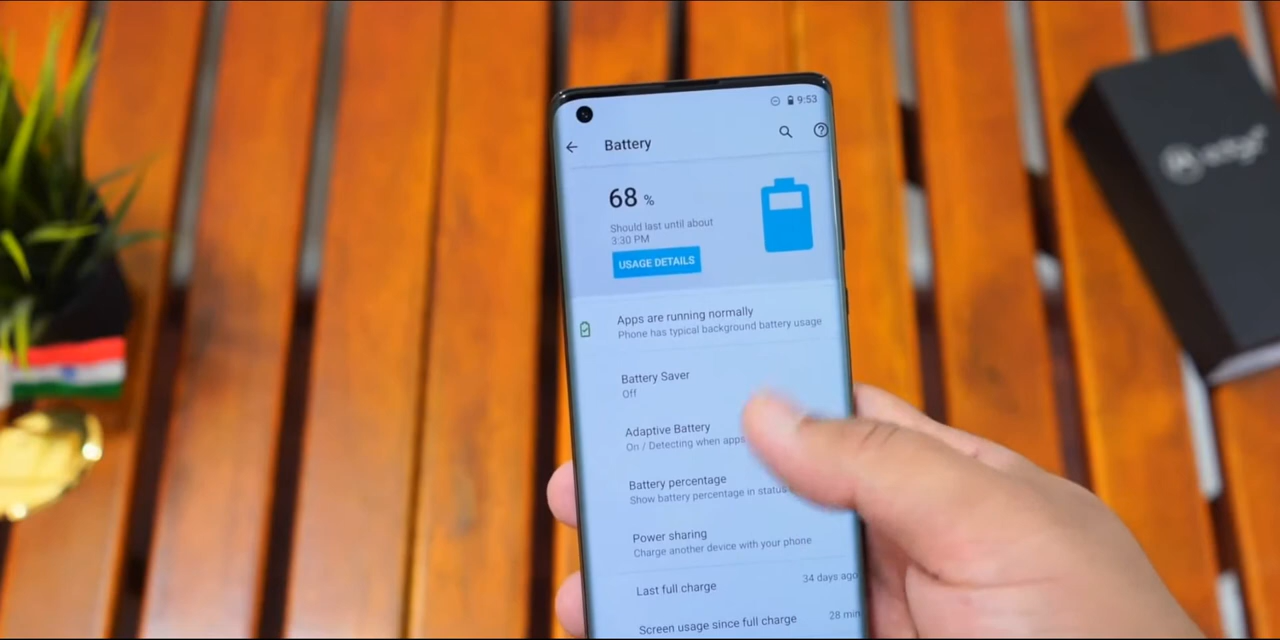 9:53
Battery
68 %
Should last until about
3:30 PM
USAGE DETAILS
Apps are running normally
Phone has typical background battery usage
Battery Saver
Off
Adaptive Battery
On / Detecting when apps
Battery percentage
Show battery percentage in status
Power sharing
Charge another device with your phone
Last full charge
34 days ago
Screen usage since full charge
28 min
edge